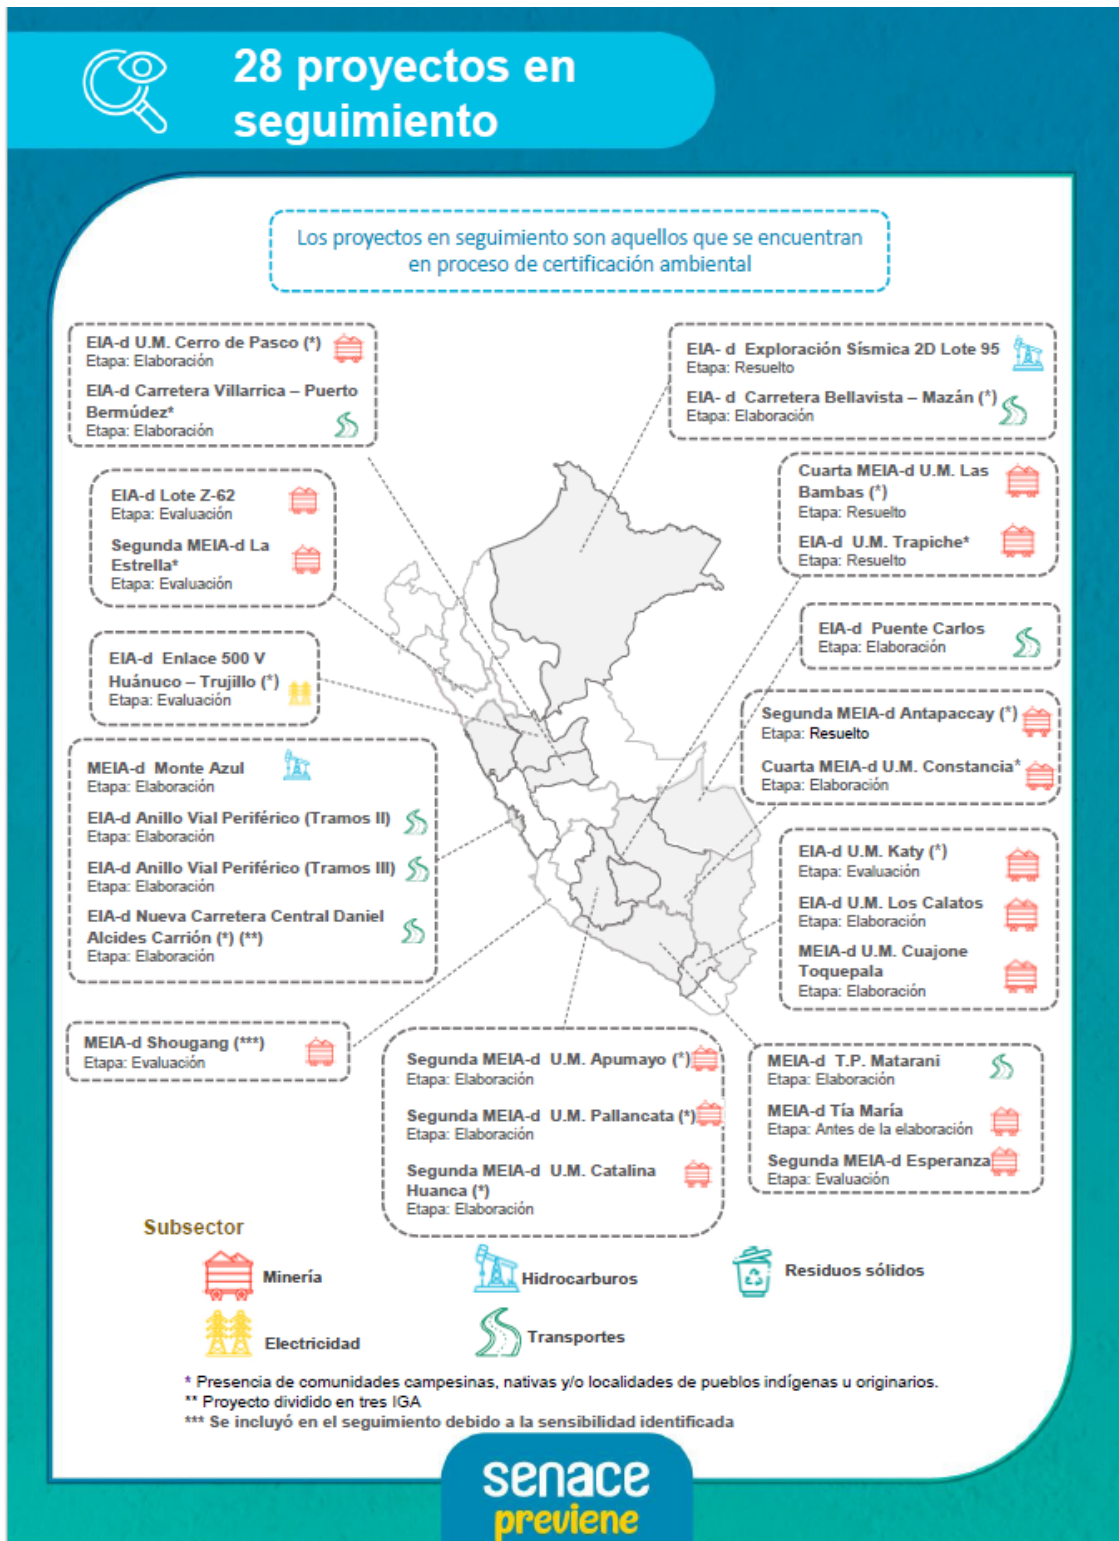 28 proyectos en
seguimiento
Los proyectos en seguimiento son aquellos que se encuentran
en proceso de certificación ambiental
EIA-d U.M. Cerro de Pasco (*)
Etapa: Elaboración
EIA-d Carretera Villarrica – Puerto
Bermúdez*
Etapa: Elaboración
EIA-d Lote Z-62
Etapa: Evaluación
Segunda MEIA-d La
Estrella*
Etapa: Evaluación
EIA-d Enlace 500 V
Huánuco – Trujillo (*)
Etapa: Evaluación
MEIA-d Monte Azul
Etapa: Elaboración
EIA-d Anillo Vial Periférico (Tramos II)
Etapa: Elaboración
EIA-d Anillo Vial Periférico (Tramos III)
Etapa: Elaboración
EIA-d Nueva Carretera Central Daniel
Alcides Carrión (*) (**)
Etapa: Elaboración
MEIA-d Shougang (***)
Etapa: Evaluación
EIA- d Exploración Sísmica 2D Lote 95
Etapa: Resuelto
EIA- d Carretera Bellavista – Mazán (*)
Etapa: Elaboración
Cuarta MEIA-d U.M. Las
Bambas (*)
Etapa: Resuelto
EIA-d U.M. Trapiche*
Etapa: Resuelto
EIA-d Puente Carlos
Etapa: Elaboración
Segunda MEIA-d Antapaccay (*)
Etapa: Resuelto
Cuarta MEIA-d U.M. Constancia*
Etapa: Elaboración
EIA-d U.M. Katy (*)
Etapa: Evaluación
EIA-d U.M. Los Calatos
Etapa: Elaboración
MEIA-d U.M. Cuajone
Toquepala
Etapa: Elaboración
MEIA-d T.P. Matarani
Etapa: Elaboración
MEIA-d Tía María
Etapa: Antes de la elaboración
Segunda MEIA-d Esperanza
Etapa: Evaluación
Segunda MEIA-d U.M. Apumayo (*)
Etapa: Elaboración
Segunda MEIA-d U.M. Pallancata (*)
Etapa: Elaboración
Segunda MEIA-d U.M. Catalina
Huanca (*)
Etapa: Elaboración
Subsector
Minería
Hidrocarburos
Residuos sólidos
Electricidad
Transportes
* Presencia de comunidades campesinas, nativas y/o localidades de pueblos indígenas u originarios.
** Proyecto dividido en tres IGA
*** Se incluyó en el seguimiento debido a la sensibilidad identificada
senace
previene